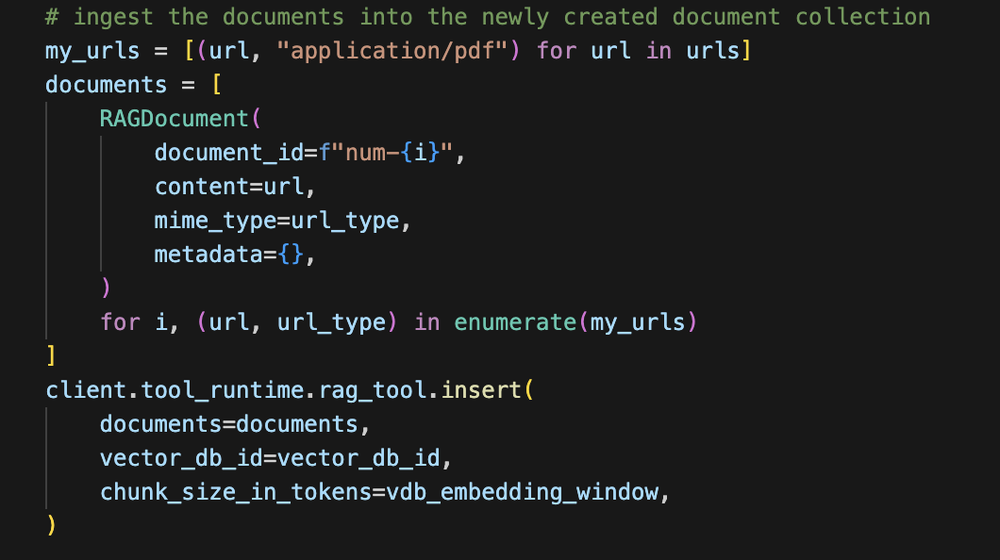 # ingest the documents into the newly created document collection
my_urls = [(url, "application/pdf") for url in urls]
documents = [
    RAGDocument(
        document_id=f"num-{i}",
        content=url,
        mime_type=url_type,
        metadata={},
    )
    for i, (url, url_type) in enumerate(my_urls)
]
client.tool_runtime.rag_tool.insert(
    documents=documents,
    vector_db_id=vector_db_id,
    chunk_size_in_tokens=vdb_embedding_window,
)